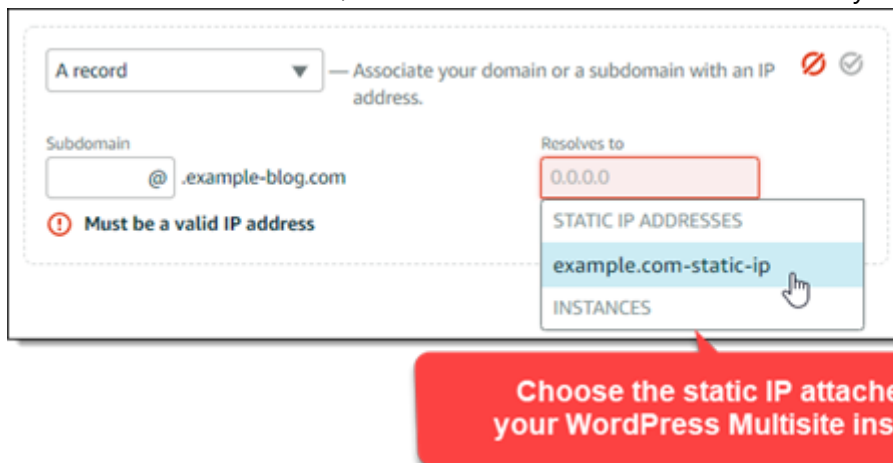 A record
— Associate your domain or a subdomain with an IP
address.
Subdomain
Resolves to
@ .example-blog.com
0.0.0.0
Must be a valid IP address
STATIC IP ADDRESSES
example.com-static-ip
INSTANCES
Choose the static IP attache
your WordPress Multisite ins